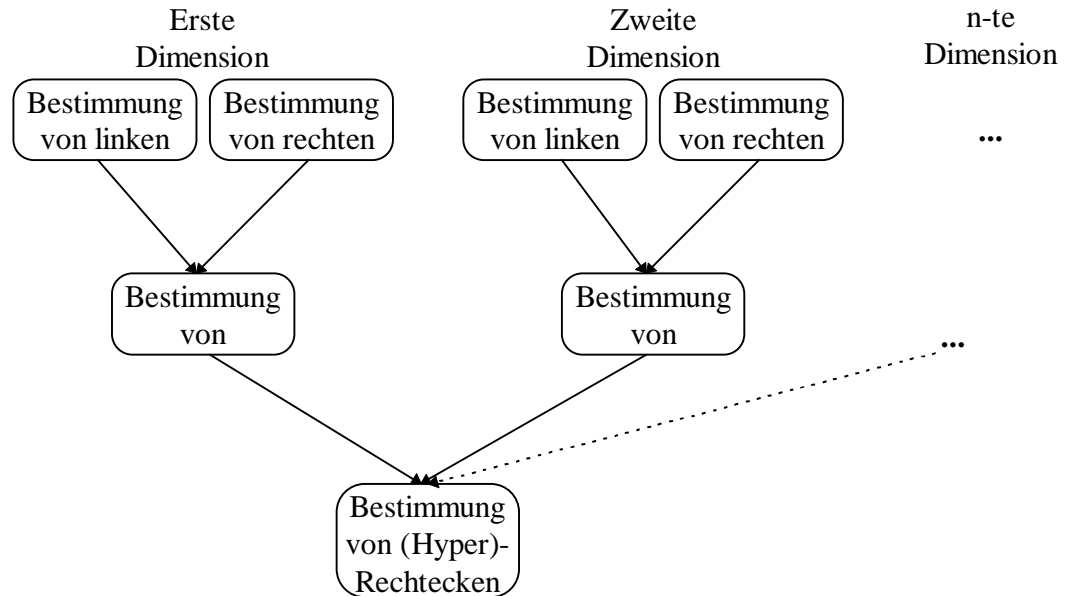 Erste
Dimension
Zweite
Dimension
n-te
Dimension
Bestimmung
von linken
Bestimmung
von rechten
Bestimmung
von linken
Bestimmung
von rechten
...
Bestimmung
von
Bestimmung
von
...
Bestimmung
von (Hyper)-
Rechtecken